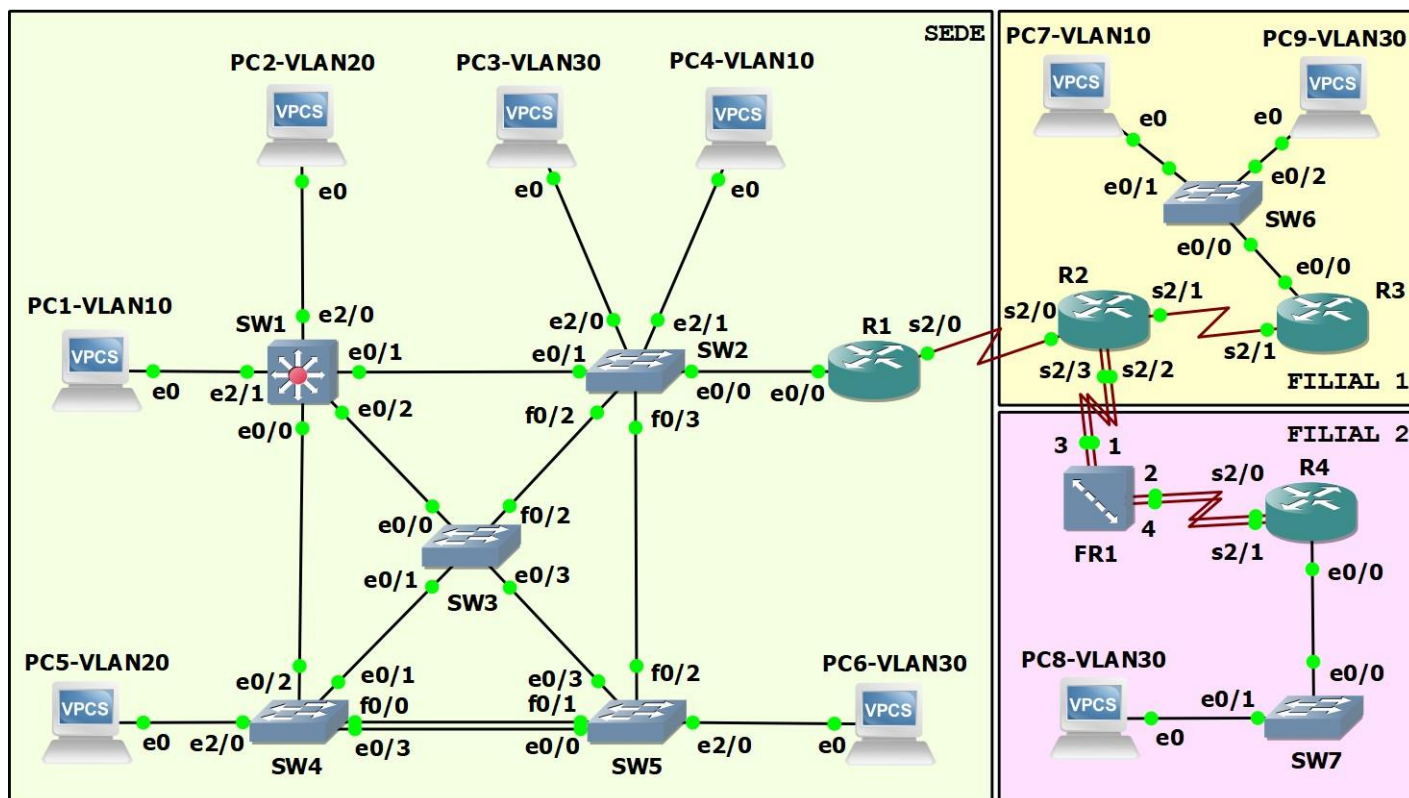 SEDE
PC2-VLAN20
PC3-VLAN30
PC4-VLAN10
VPCS
VPCS
VPCS
e0
e0
e0
PC1-VLAN10
VPCS
e0
SW1
e2/0
e2/1
e0/1
e0/2
e0/0
e2/0
e2/1
e0/1
SW2
e0/0
f0/2
f0/3
R1
s2/0
e0/0
e0/0
f0/2
e0/1
e0/3
SW3
PC5-VLAN20
VPCS
e0
e2/0
e0/2
e0/1
f0/0
e0/3
SW4
f0/2
e0/3
f0/1
e0/0
e2/0
SW5
PC6-VLAN30
e0
VPCS
PC7-VLAN10
PC9-VLAN30
VPCS
VPCS
e0
e0
e0/1
e0/2
SW6
e0/0
e0/0
R2
s2/0
s2/1
R3
s2/1
s2/3
s2/2
FILIAL 1
FILIAL 2
3
1
2
4
FR1
s2/0
R4
s2/1
e0/0
PC8-VLAN30
VPCS
e0
e0/1
e0/0
SW7